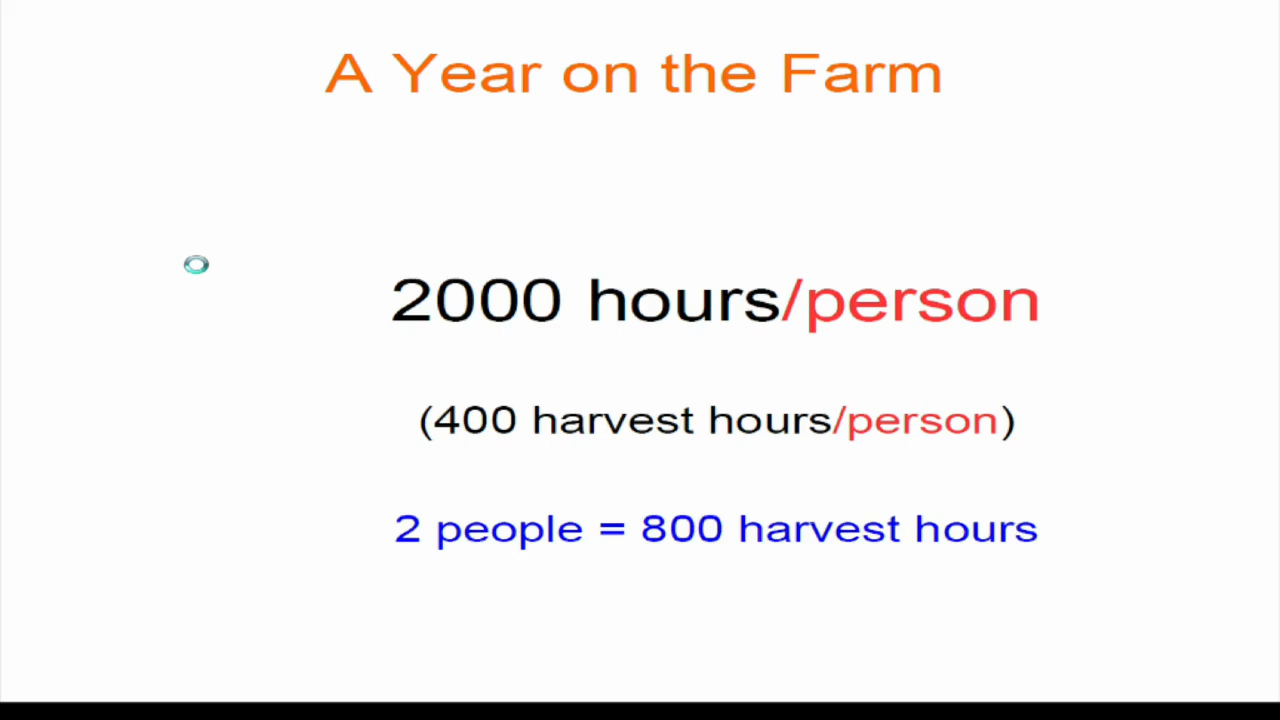 A Year on the Farm
2000 hours/person
(400 harvest hours/person)
2 people = 800 harvest hours